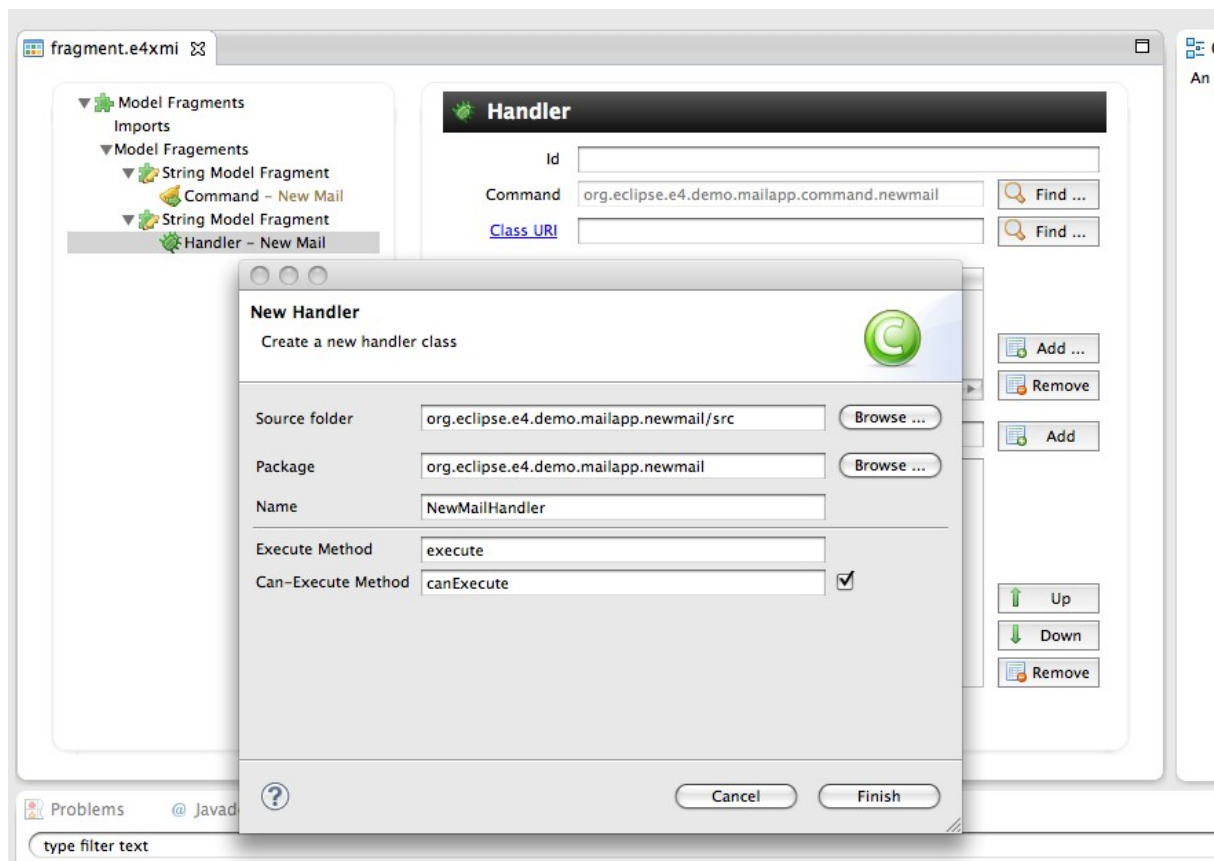 fragment.e4xmi
An
Model Fragments
Imports
Model Fragements
String Model Fragment
Command – New Mail
String Model Fragment
Handler – New Mail
Handler
Id
Command org.eclipse.e4.demo.mailapp.command.newmail Find ...
Class URI Find ...
Add ...
Remove
Add
Up
Down
Remove
New Handler
Create a new handler class
C
Source folder org.eclipse.e4.demo.mailapp.newmail/src Browse ...
Package org.eclipse.e4.demo.mailapp.newmail Browse ...
Name NewMailHandler
Execute Method execute
Can-Execute Method canExecute
? Cancel Finish
Problems @ Javad
type filter text